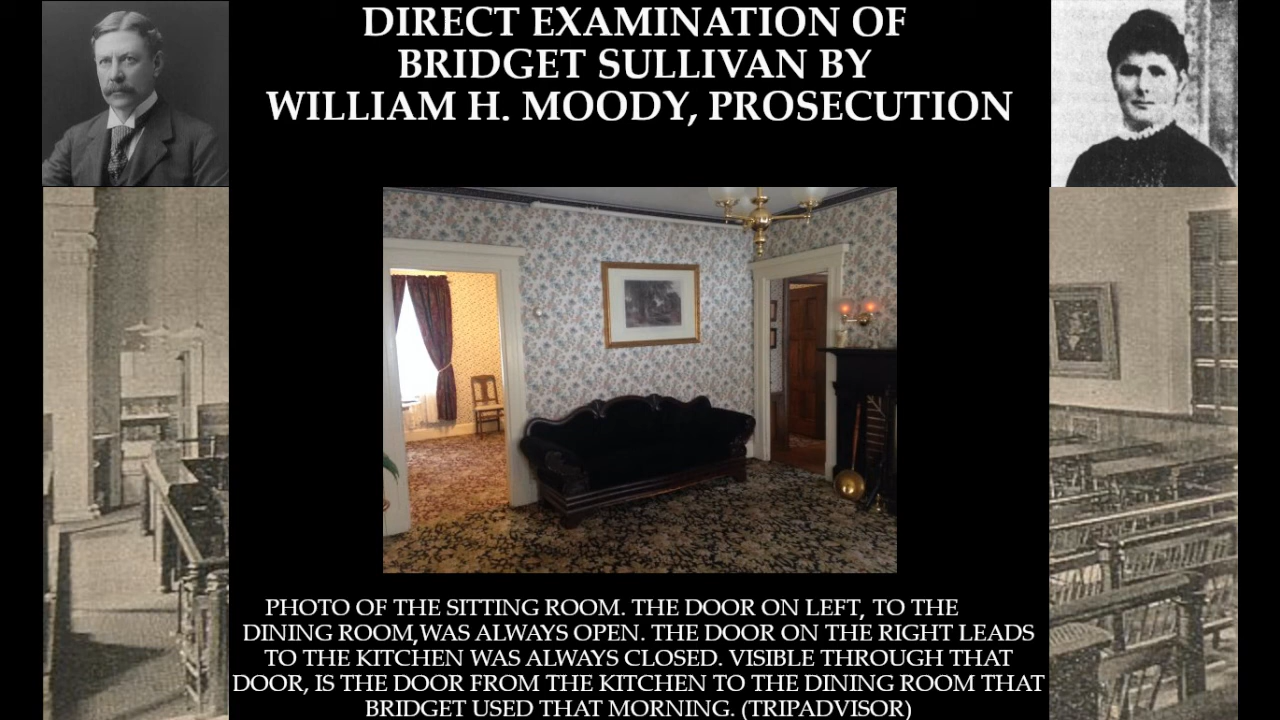 DIRECT EXAMINATION OF
BRIDGET SULLIVAN BY
WILLIAM H. MOODY, PROSECUTION
PHOTO OF THE SITTING ROOM. THE DOOR ON LEFT, TO THE
DINING ROOM,WAS ALWAYS OPEN. THE DOOR ON THE RIGHT LEADS
TO THE KITCHEN WAS ALWAYS CLOSED. VISIBLE THROUGH THAT
DOOR, IS THE DOOR FROM THE KITCHEN TO THE DINING ROOM THAT
BRIDGET USED THAT MORNING. (TRIPADVISOR)